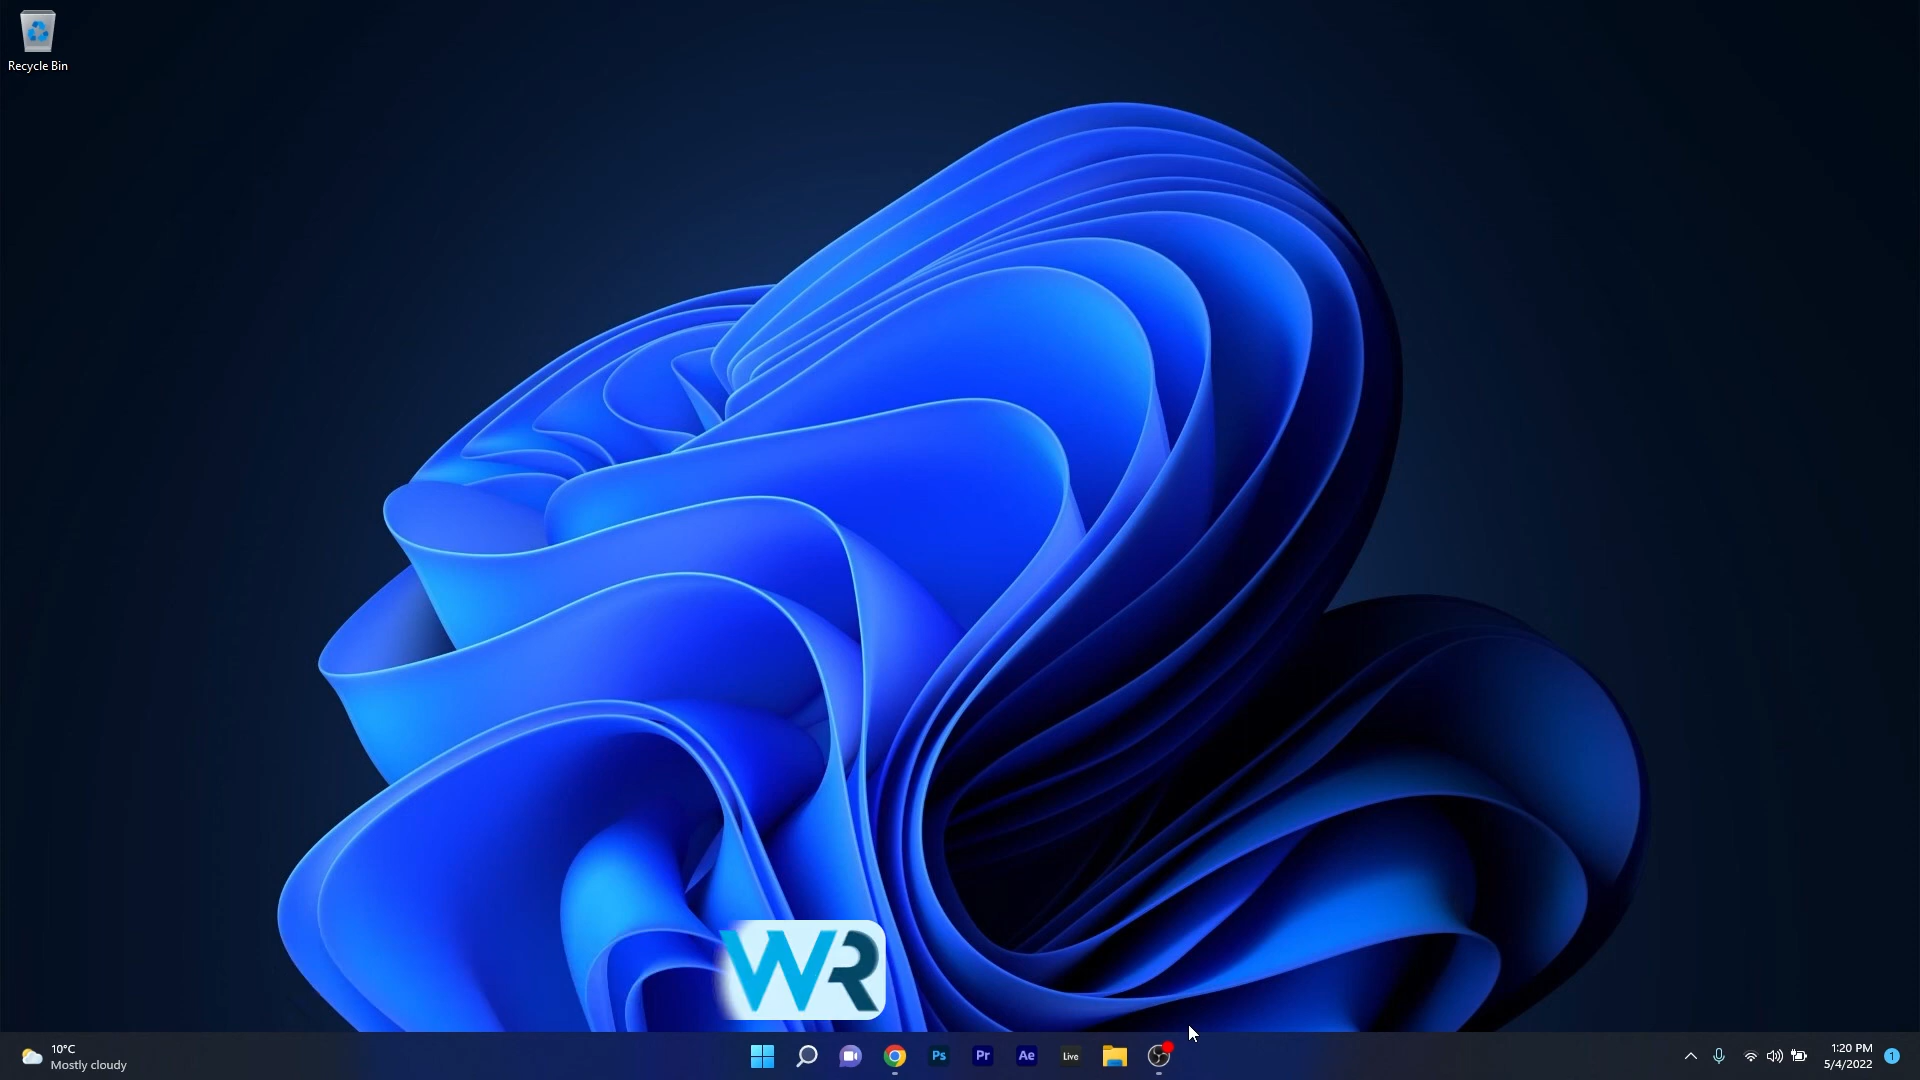 Recycle Bin
WR
10°C
Mostly cloudy
Ps
Pr
Ae
Live
1:20 PM
5/4/2022
1